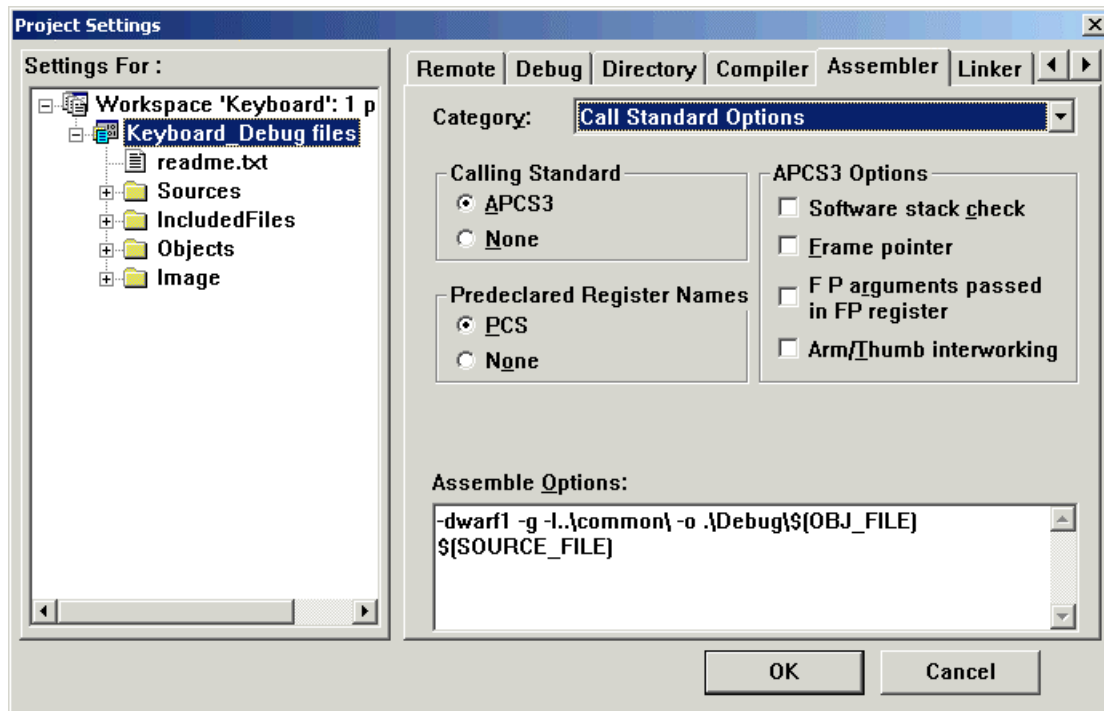 Project Settings
Settings For :
Workspace 'Keyboard': 1 p
Keyboard_Debug files
readme.txt
Sources
IncludedFiles
Objects
Image
Remote Debug Directory Compiler Assembler Linker
Category: Call Standard Options
Calling Standard
APCS3
None
Predeclared Register Names
PCS
None
APCS3 Options
Software stack check
Frame pointer
F P arguments passed
in FP register
Arm/Thumb interworking
Assemble Options:
-dwarf1 -g -I..\common\ -o .\Debug\$(OBJ_FILE)
$(SOURCE_FILE)
OK Cancel